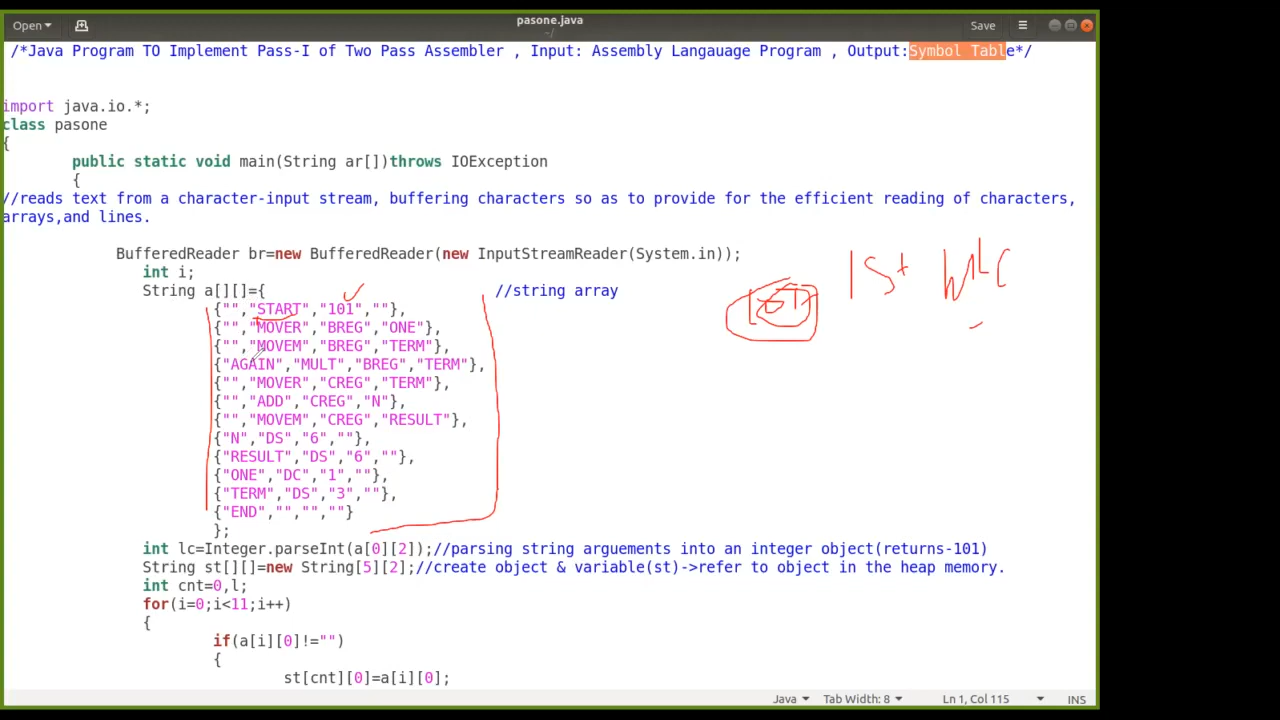 Open
pasone.java
~/
Save
/*Java Program TO Implement Pass-I of Two Pass Assembler , Input: Assembly Langauage Program , Output:Symbol Table*/
import java.io.*;
class pasone
{
public static void main(String ar[])throws IOException
{
//reads text from a character-input stream, buffering characters so as to provide for the efficient reading of characters,
arrays,and lines.
BufferedReader br=new BufferedReader(new InputStreamReader(System.in));
int i;
String a[][]={ //string array
{"","START","101",""},
{"","MOVER","BREG","ONE"},
{"","MOVEM","BREG","TERM"},
{"AGAIN","MULT","BREG","TERM"},
{"","MOVER","CREG","TERM"},
{"","ADD","CREG","N"},
{"","MOVEM","CREG","RESULT"},
{"N","DS","6",""},
{"RESULT","DS","6",""},
{"ONE","DC","1",""},
{"TERM","DS","3",""},
{"END","","",""}
};
int lc=Integer.parseInt(a[0][2]);//parsing string arguements into an integer object(returns-101)
String st[][]=new String[5][2];//create object & variable(st)->refer to object in the heap memory.
int cnt=0,l;
for(i=0;i<11;i++)
{
if(a[i][0]!="")
{
st[cnt][0]=a[i][0];
Java Tab Width: 8 Ln 1, Col 115 INS